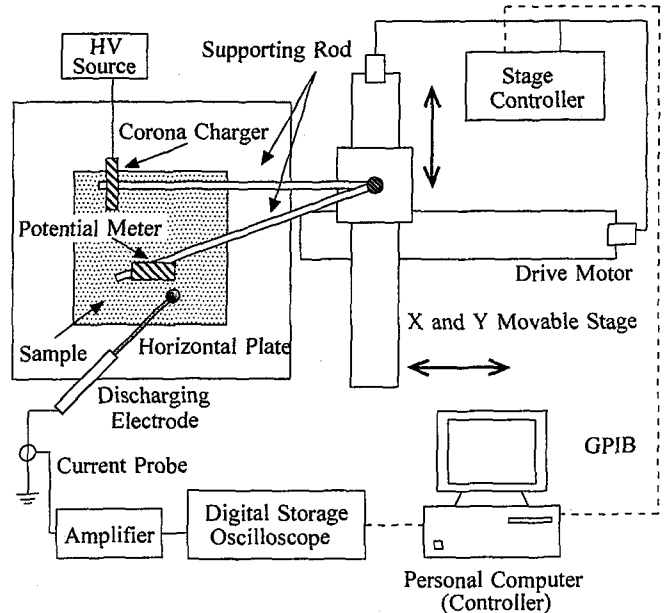 HV
Source
Supporting Rod
Stage
Controller
Corona Charger
Potential Meter
Drive Motor
X and Y Movable Stage
Sample
Horizontal Plate
Discharging
Electrode
Current Probe
GPIB
Amplifier
Digital Storage
Oscilloscope
Personal Computer
(Controller)